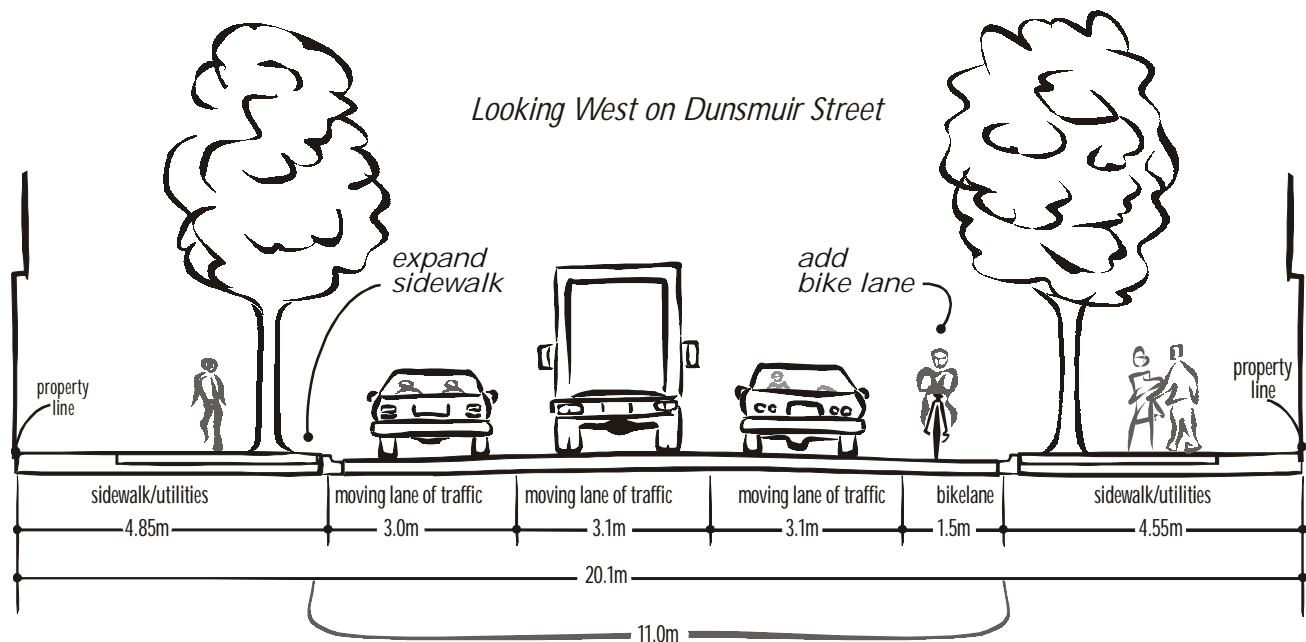 Looking West on Dunsmuir Street
expand
sidewalk
add
bike lane
property
line
property
line
sidewalk/utilities
moving lane of traffic
moving lane of traffic
moving lane of traffic
bikelane
sidewalk/utilities
4.85m
3.0m
3.1m
3.1m
1.5m
4.55m
20.1m
11.0m